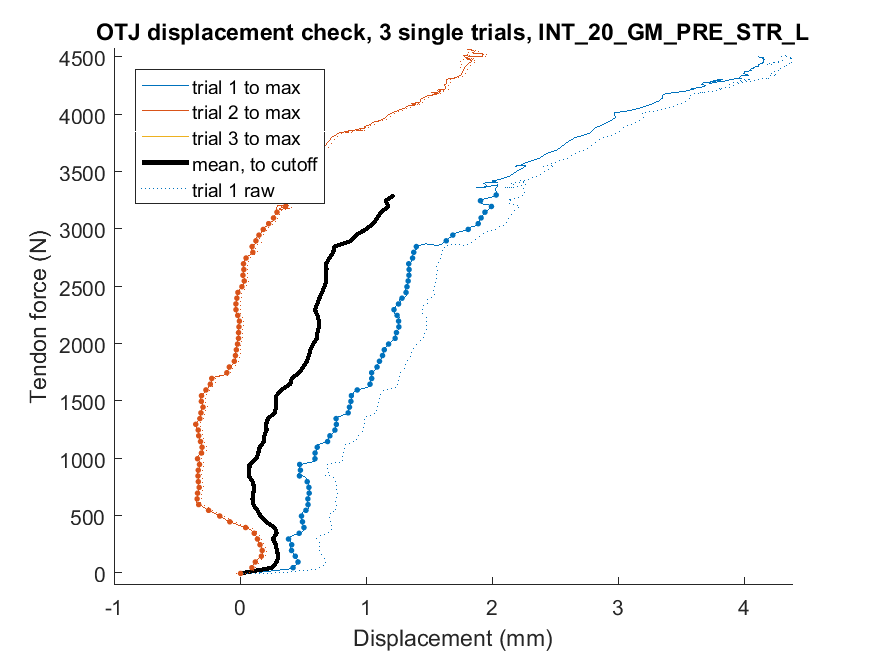 OTJ displacement check, 3 single trials, INT_20_GM_PRE_STR_L
4500
4000
3500
3000
2500
2000
1500
1000
500
0
Tendon force (N)
trial 1 to max
trial 2 to max
trial 3 to max
mean, to cutoff
trial 1 raw
-1 0 1 2 3 4
Displacement (mm)